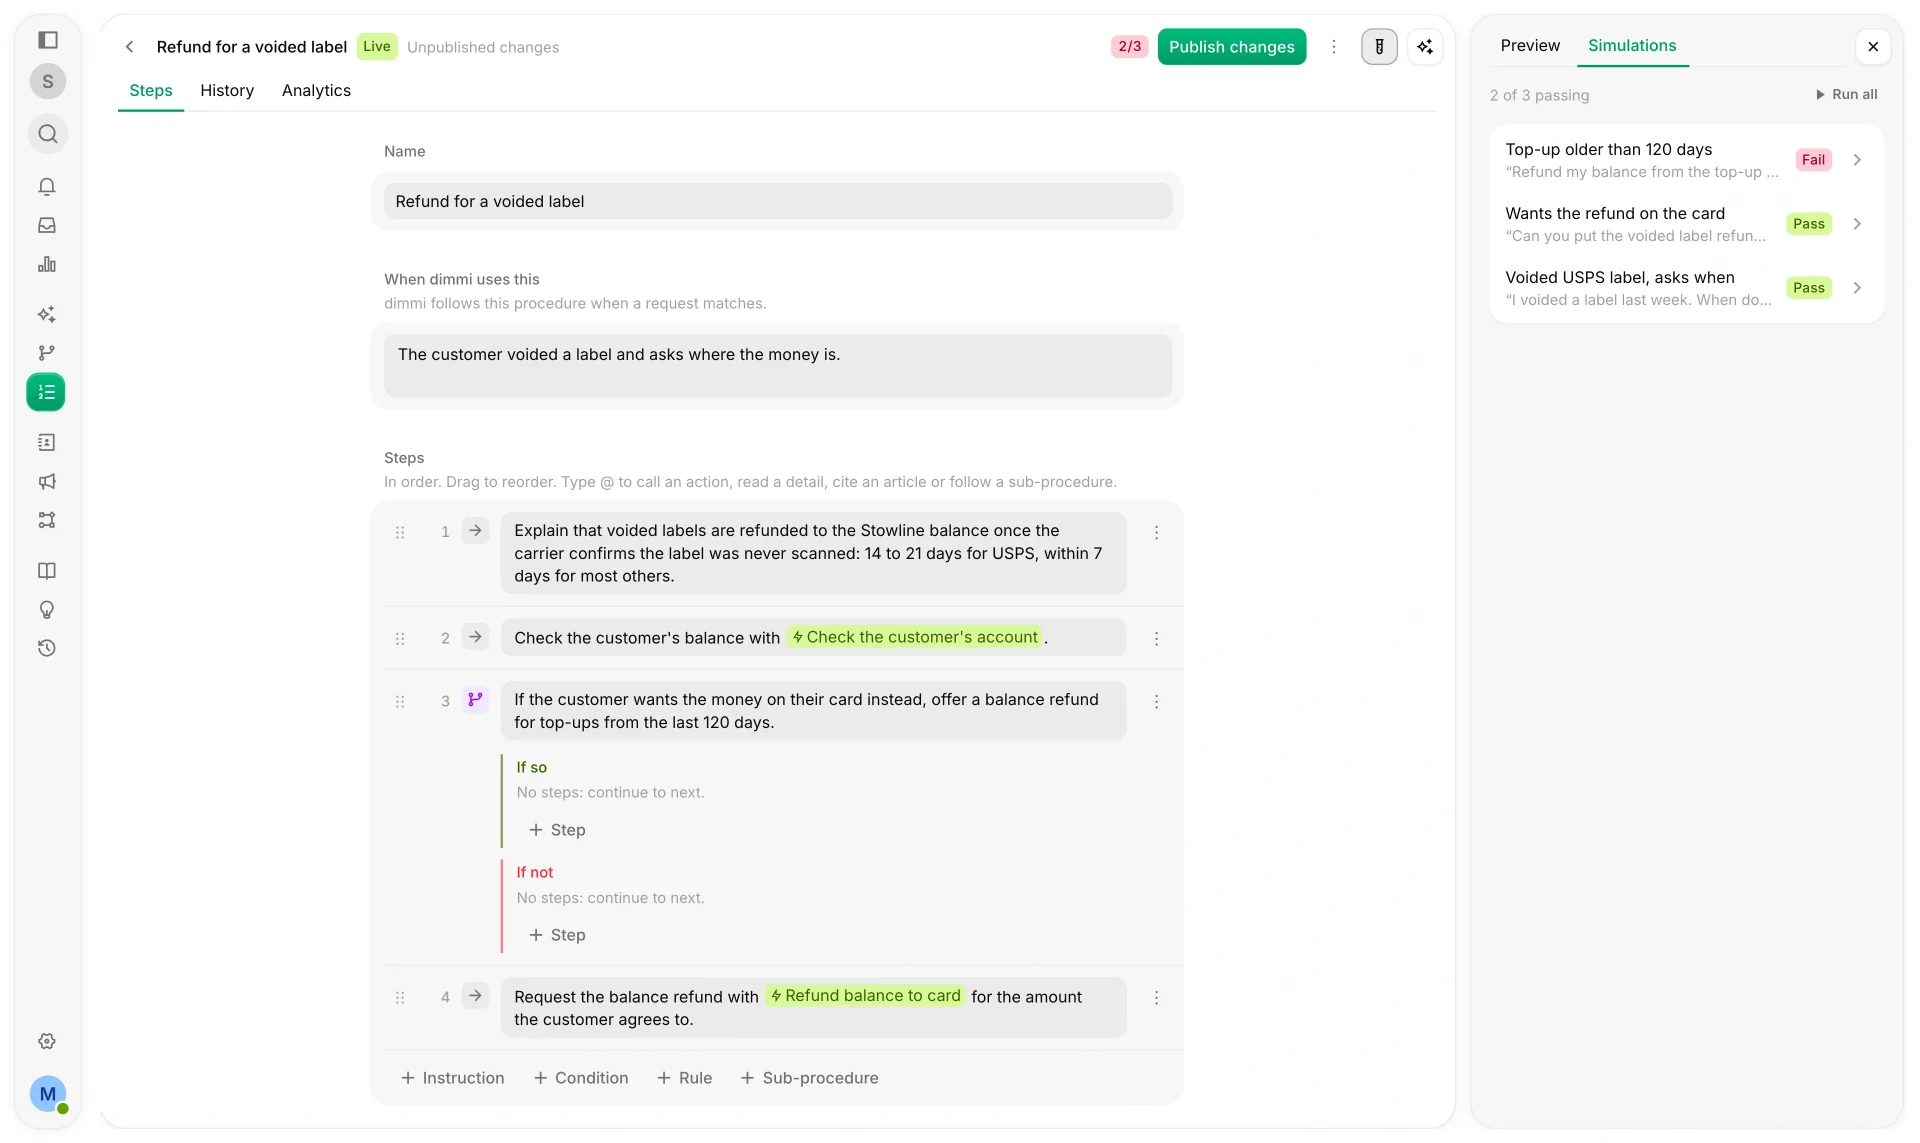 S
M
Refund for a voided label
Live
Unpublished changes
2/3
Publish changes
Steps
History
Analytics
Name
Refund for a voided label
When dimmi uses this
dimmi follows this procedure when a request matches.
The customer voided a label and asks where the money is.
Steps
In order. Drag to reorder. Type @ to call an action, read a detail, cite an article or follow a sub-procedure.
1
Explain that voided labels are refunded to the Stowline balance once the
carrier confirms the label was never scanned: 14 to 21 days for USPS, within 7
days for most others.
2
Check the customer's balance with Check the customer's account .
3
If the customer wants the money on their card instead, offer a balance refund
for top-ups from the last 120 days.
If so
No steps: continue to next.
+ Step
If not
No steps: continue to next.
+ Step
4
Request the balance refund with Refund balance to card for the amount
the customer agrees to.
+ Instruction
+ Condition
+ Rule
+ Sub-procedure
Preview
Simulations
2 of 3 passing
Run all
Top-up older than 120 days
“Refund my balance from the top-up ...
Fail
Wants the refund on the card
“Can you put the voided label refun...
Pass
Voided USPS label, asks when
“I voided a label last week. When do...
Pass